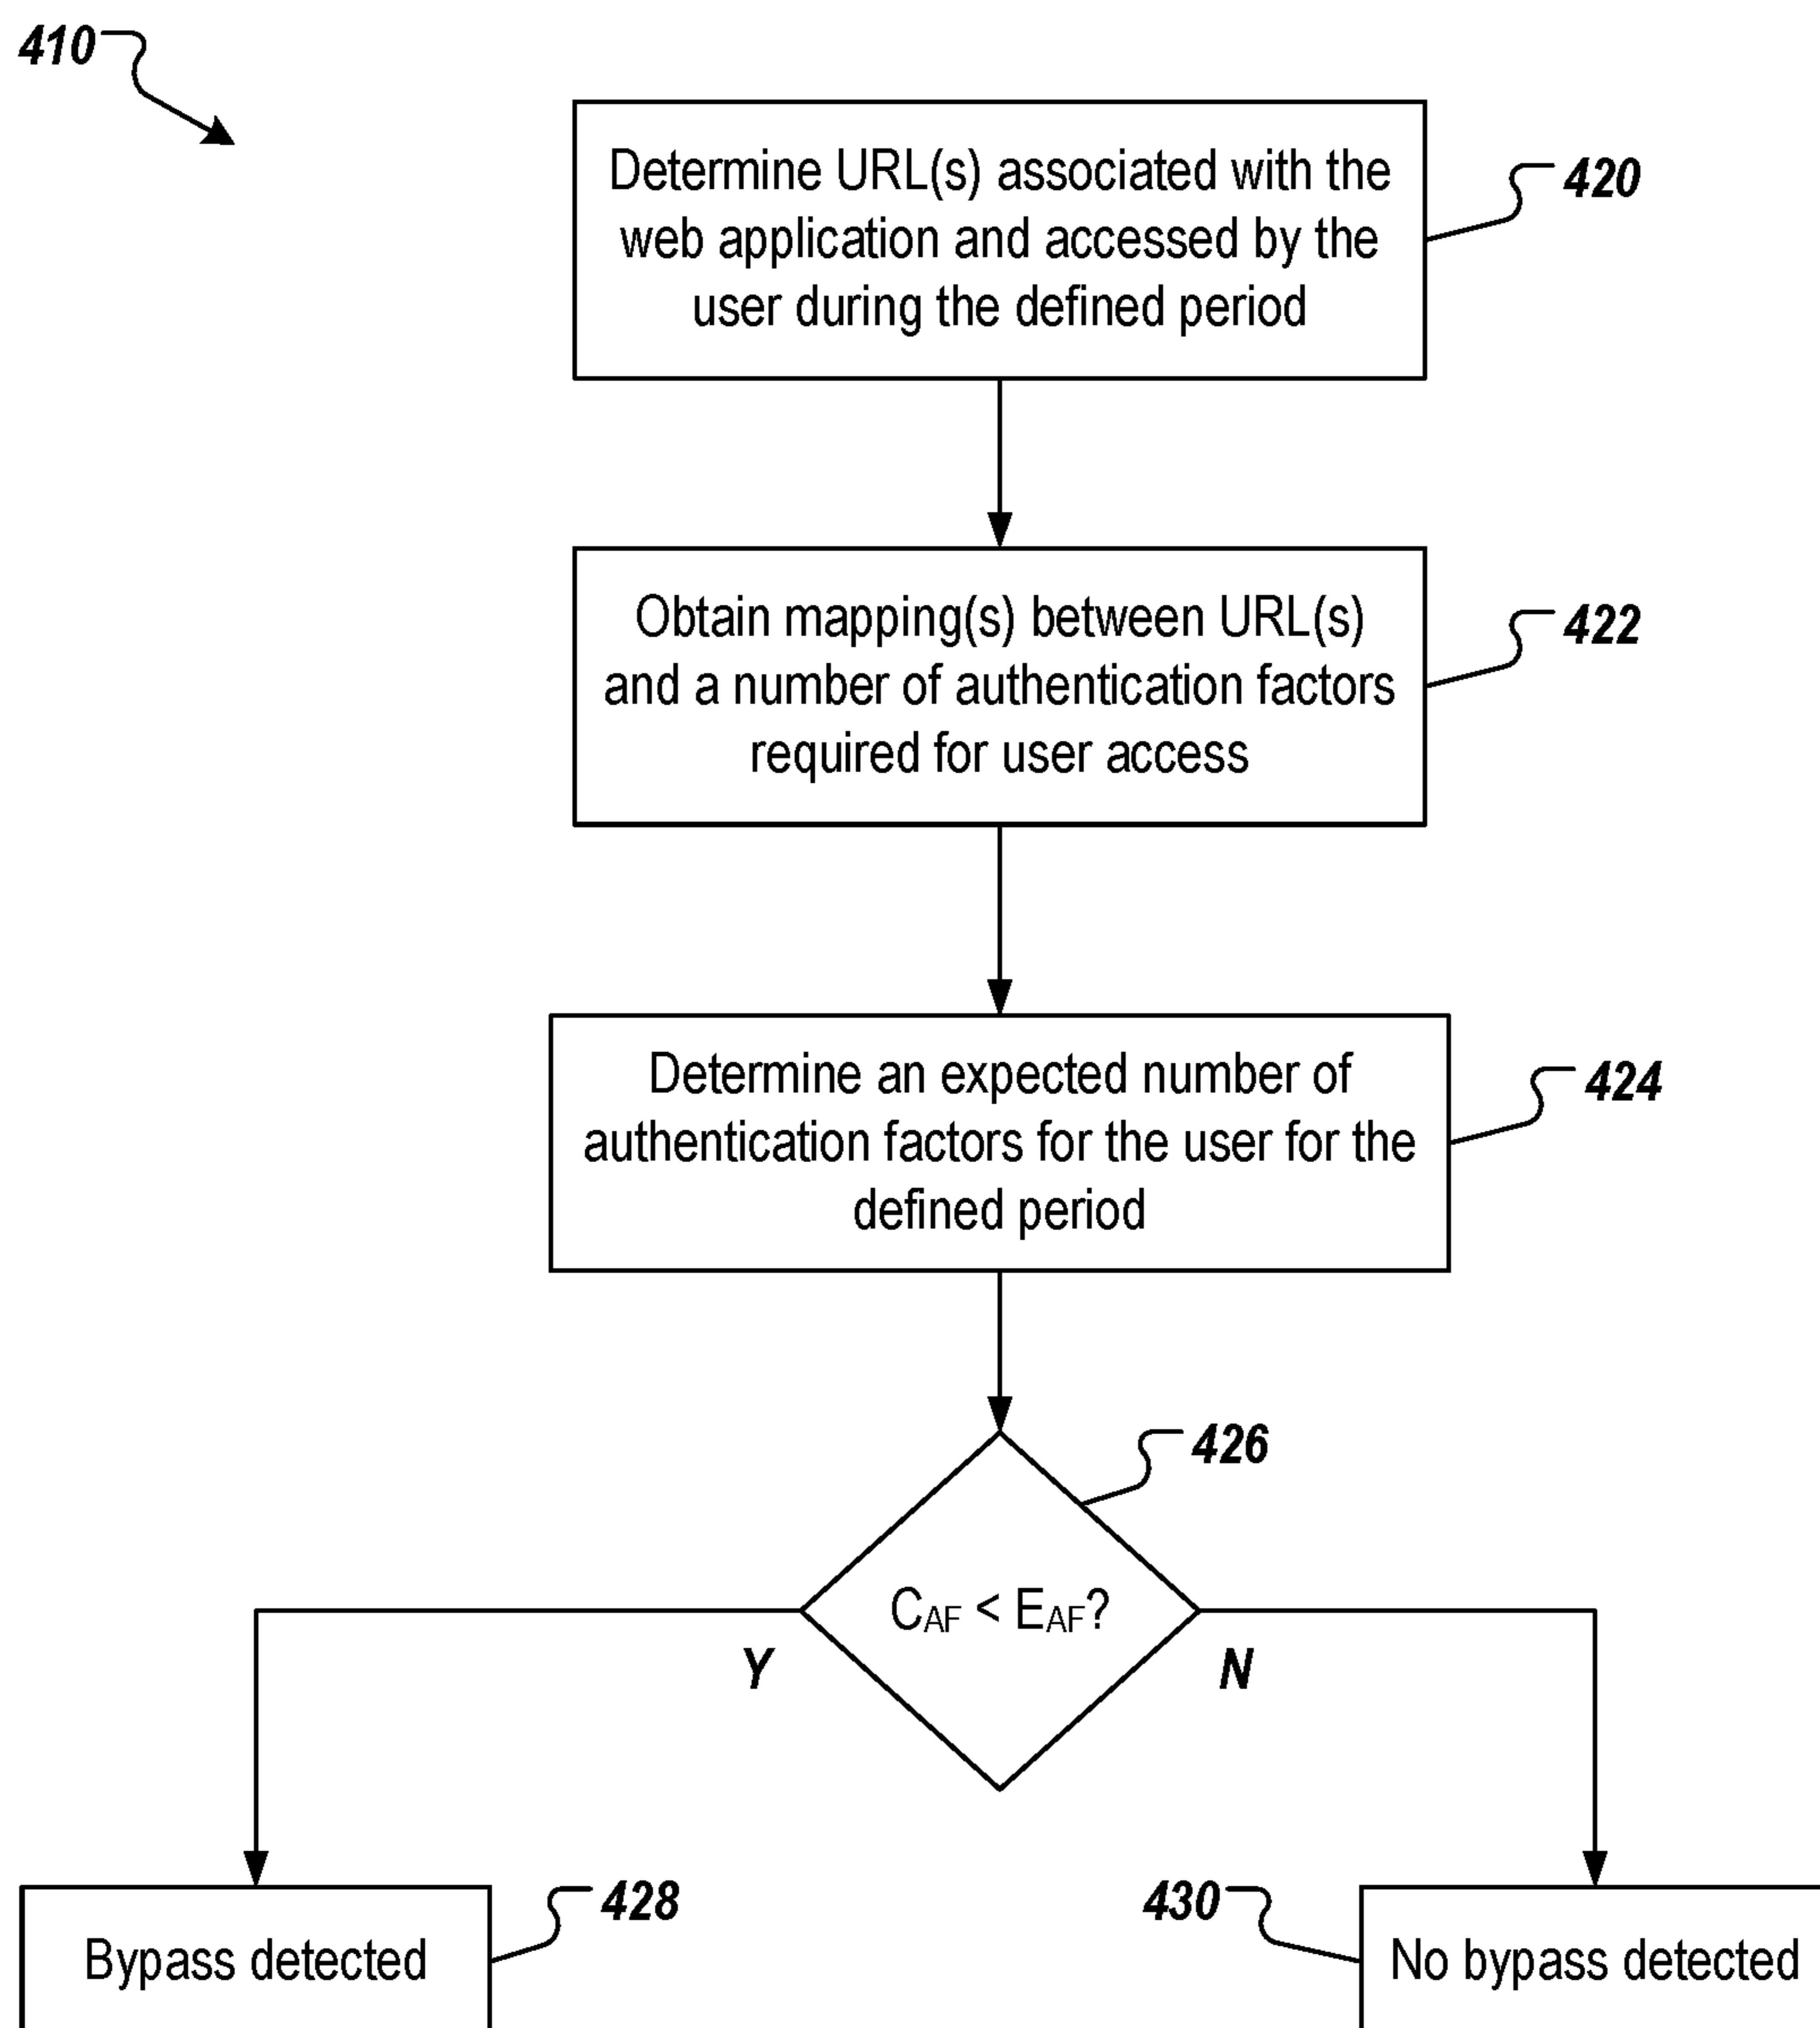 410
Determine URL(s) associated with the
web application and accessed by the
user during the defined period
420
Obtain mapping(s) between URL(s)
and a number of authentication factors
required for user access
422
Determine an expected number of
authentication factors for the user for the
defined period
424
426
C_AF < E_AF?
Y
N
Bypass detected
428
430
No bypass detected